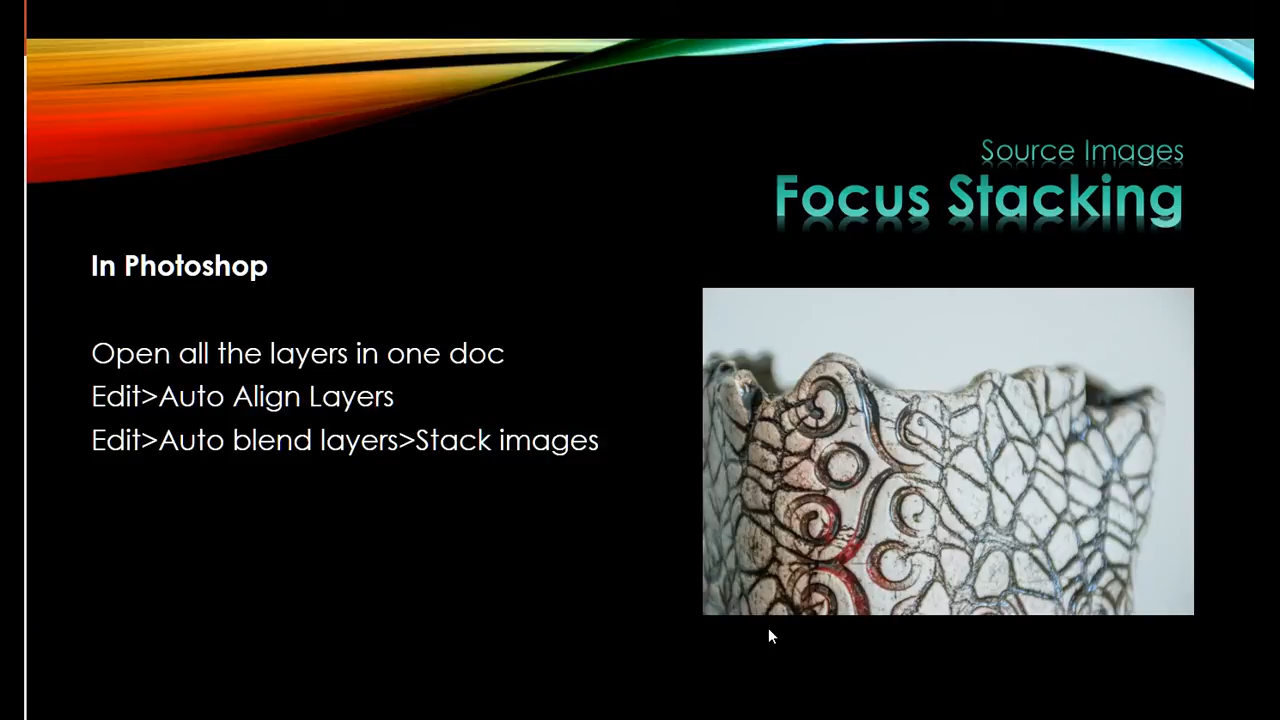 Source Images
Focus Stacking
In Photoshop
Open all the layers in one doc
Edit>Auto Align Layers
Edit>Auto blend layers>Stack images